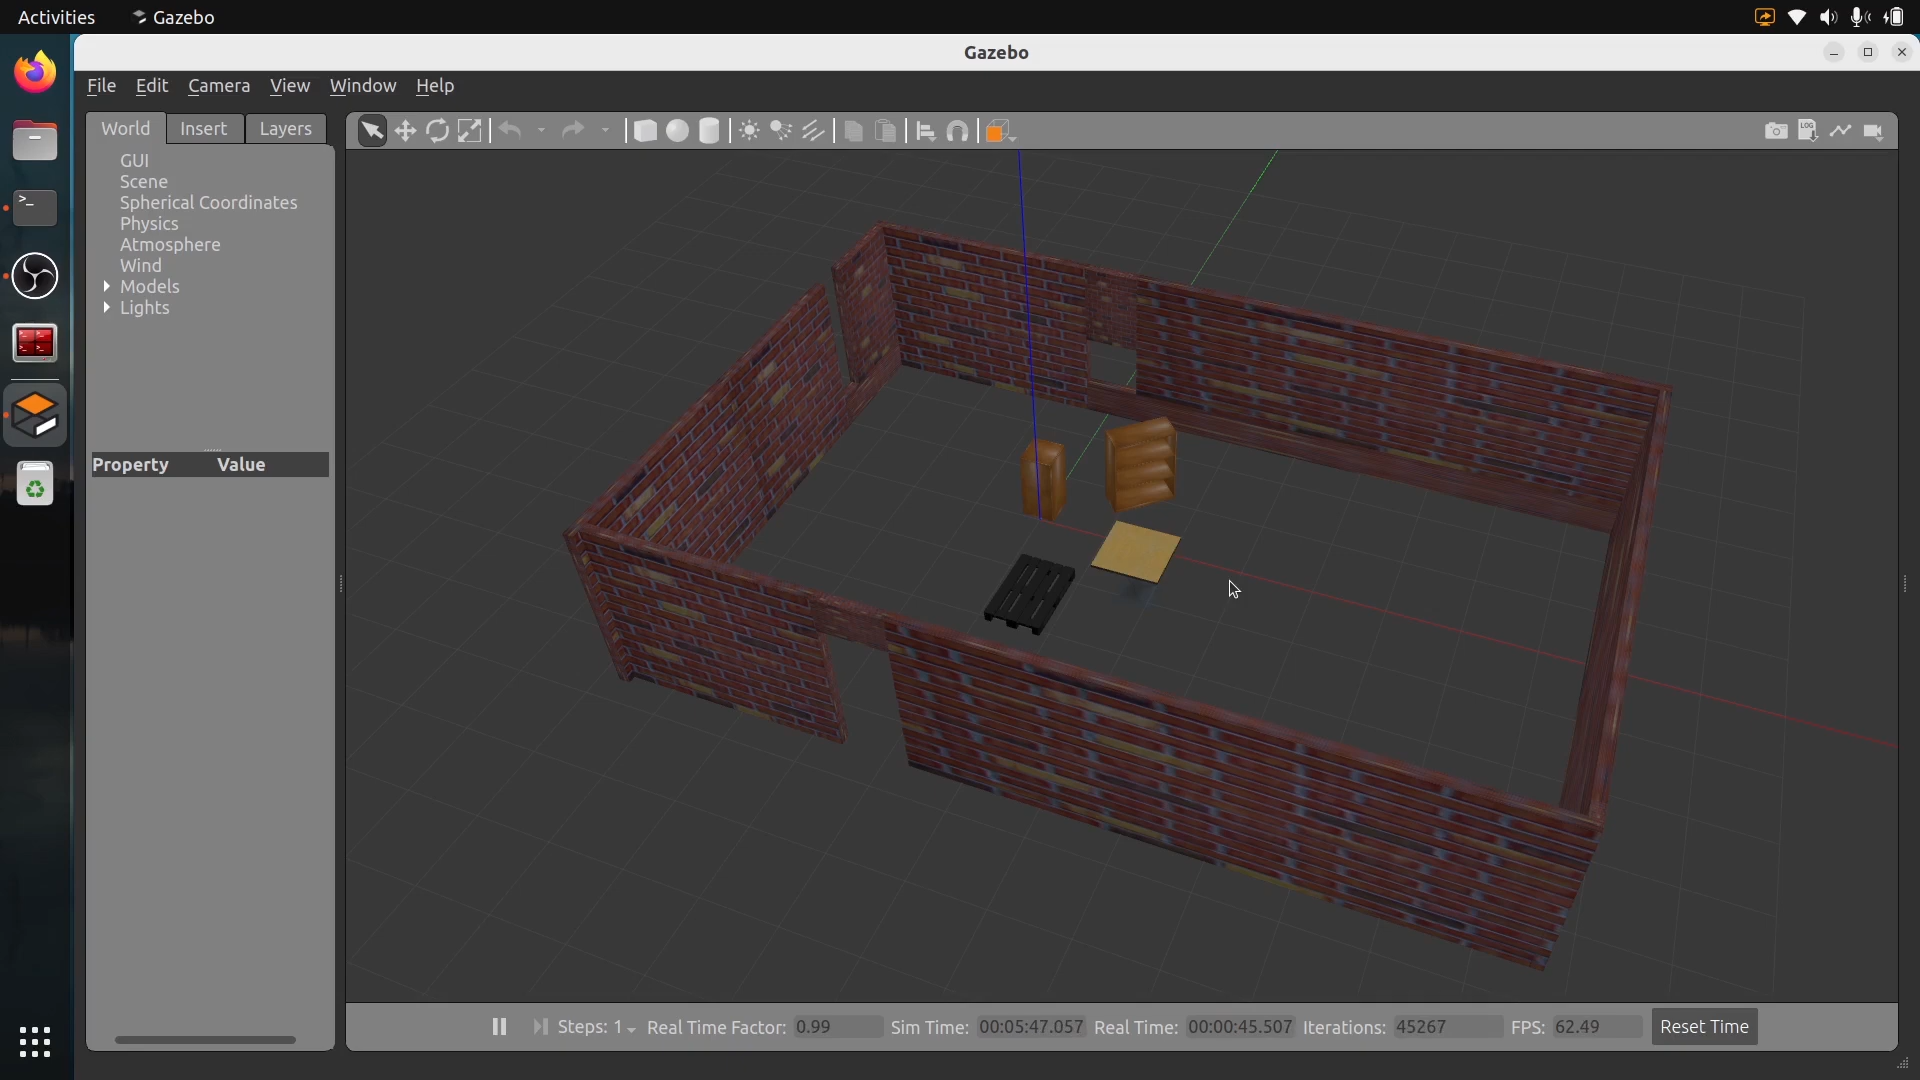 Activities
Gazebo
Gazebo
File Edit Camera View Window Help
World Insert Layers
GUI
Scene
Spherical Coordinates
Physics
Atmosphere
Wind
Models
Lights
Property Value
LOG
Steps: 1 Real Time Factor: 0.99 Sim Time: 00:05:47.057 Real Time: 00:00:45.507 Iterations: 45267 FPS: 62.49 Reset Time